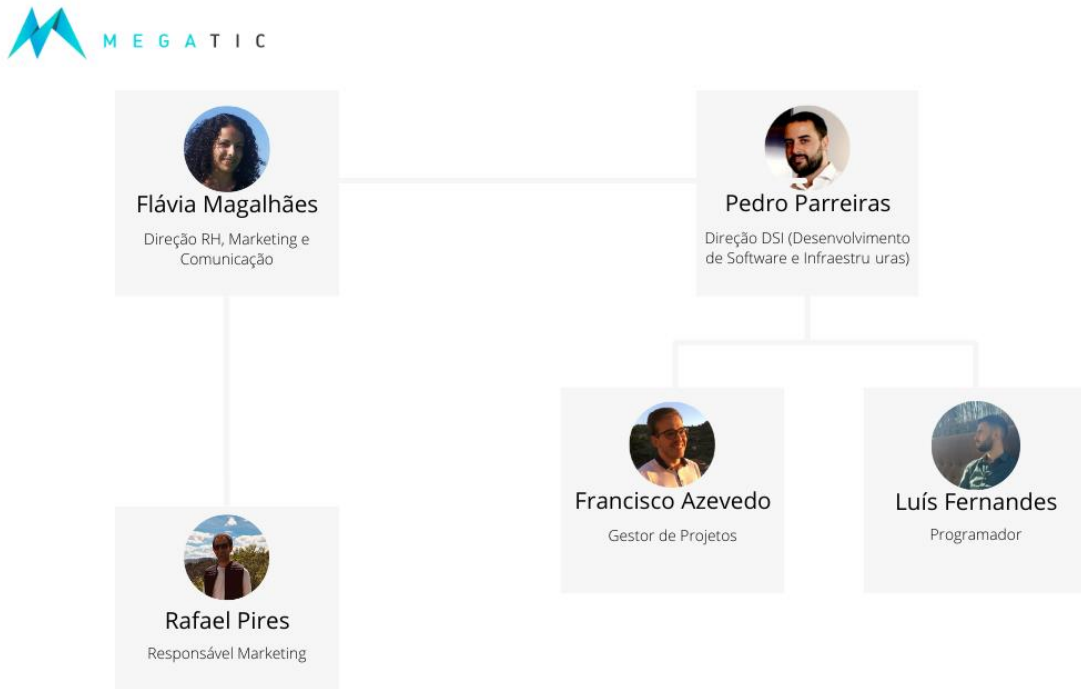 MEGATIC
Flávia Magalhães
Direção RH, Marketing e
Comunicação
Pedro Parreiras
Direção DSI (Desenvolvimento
de Software e Infraestru uras)
Francisco Azevedo
Gestor de Projetos
Luís Fernandes
Programador
Rafael Pires
Responsável Marketing